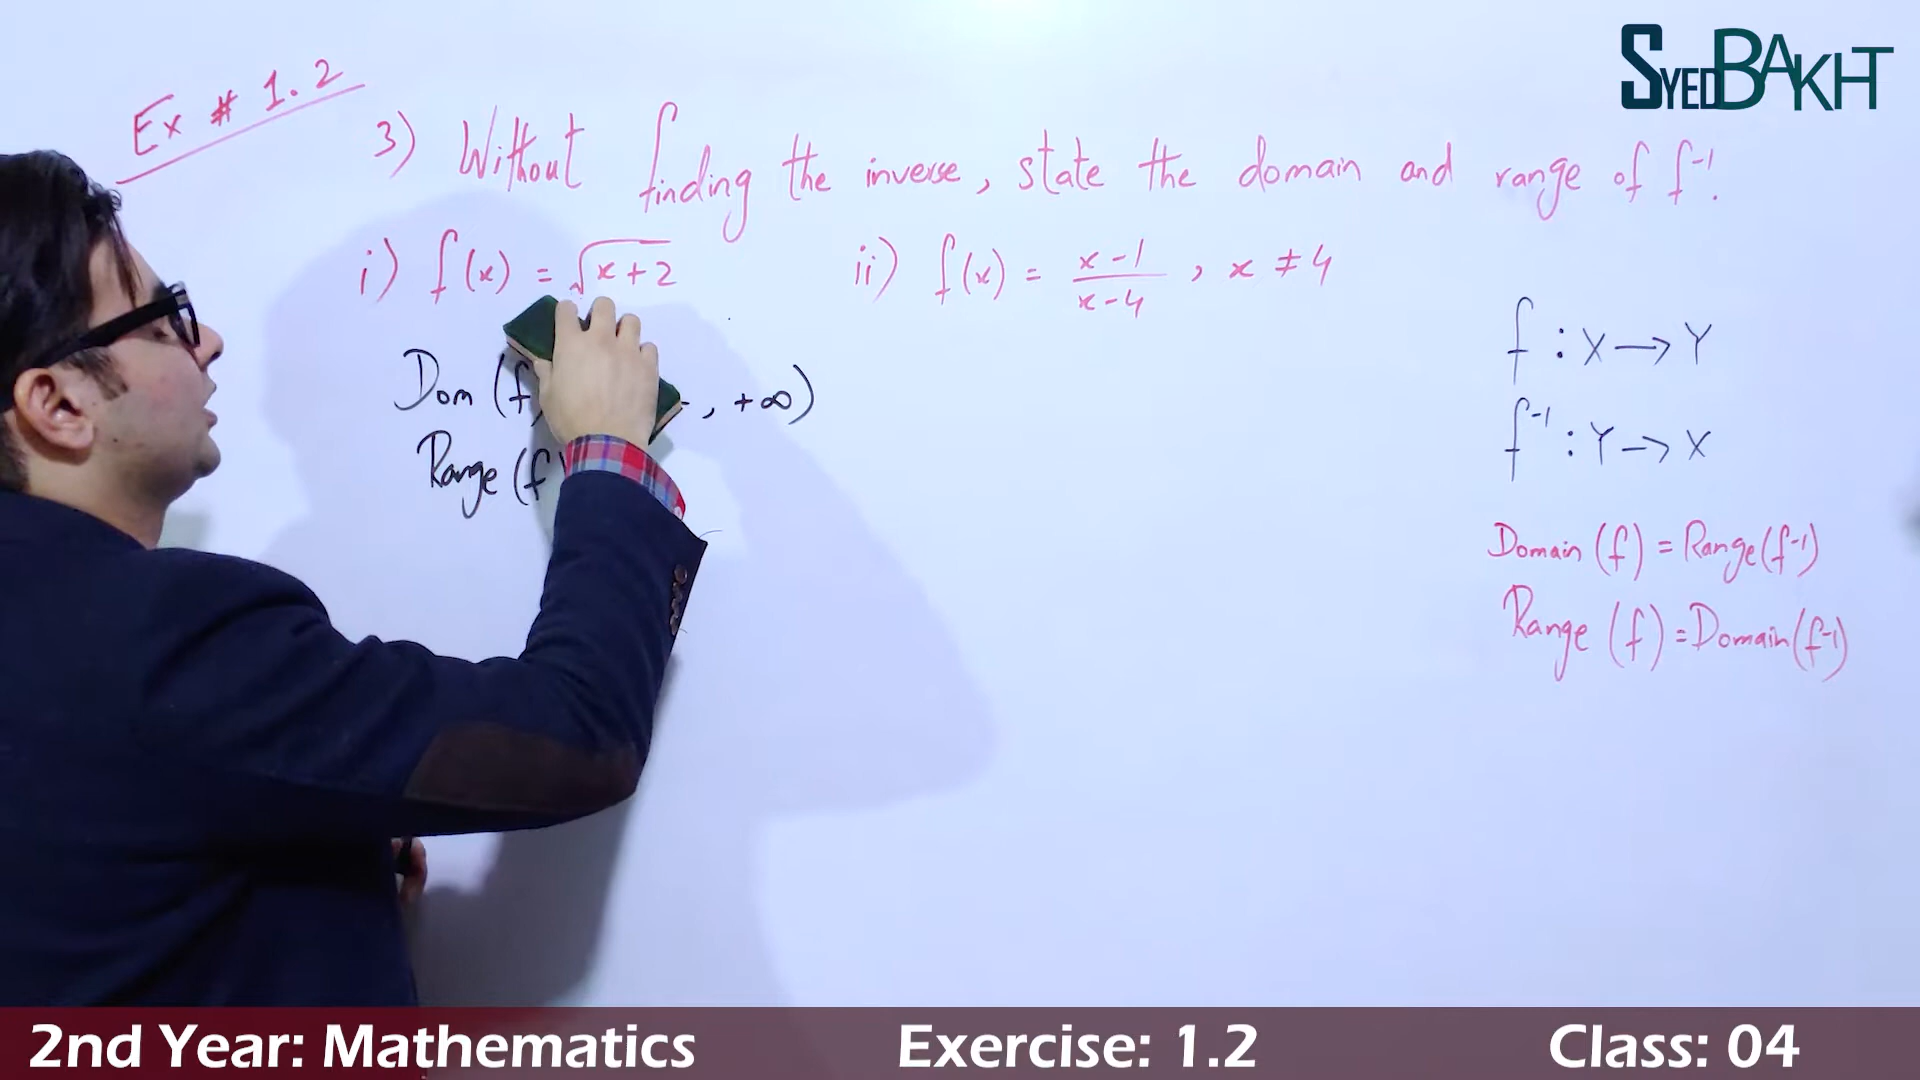 SYEDBAKHT
Ex # 1.2
3) Without finding the inverse, state the domain and range of f⁻¹.
i) f(x) = √x+2 ii) f(x) = x-1/x-4 , x ≠ 4
f : X → Y
Dom (f) , +∞)
f⁻¹ : Y → X
Range (f
Domain (f) = Range(f⁻¹)
Range (f) = Domain(f⁻¹)
2nd Year: Mathematics Exercise: 1.2 Class: 04